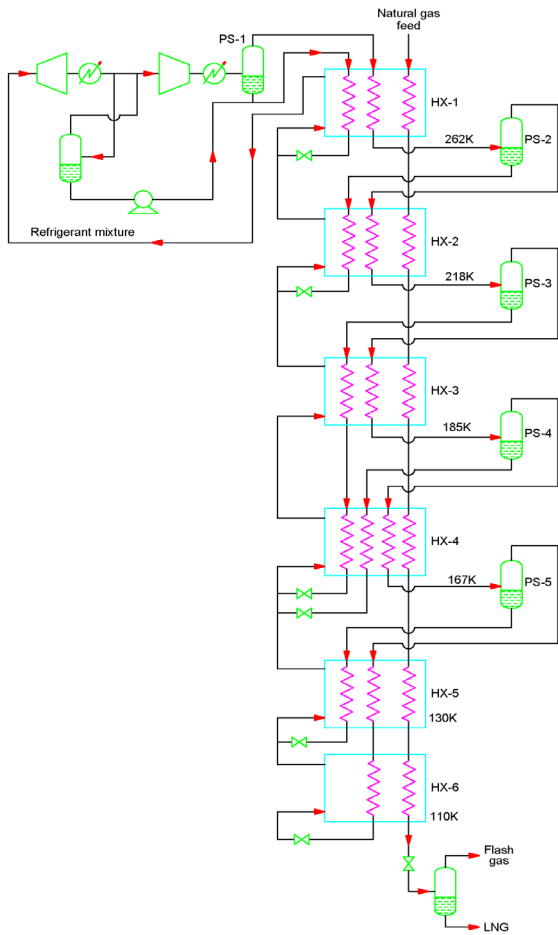 Natural gas
feed
PS-1
HX-1
262K
PS-2
Refrigerant mixture
HX-2
218K
PS-3
HX-3
185K
PS-4
HX-4
167K
PS-5
HX-5
130K
HX-6
110K
Flash
gas
LNG